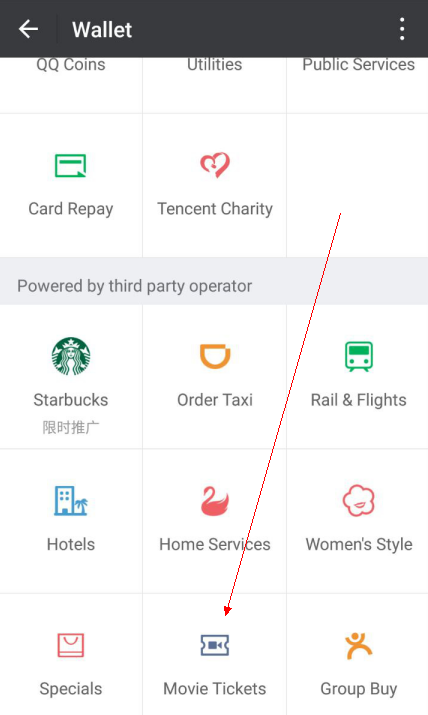 Wallet
QQ Coins Utilities Public Services
Card Repay Tencent Charity
Powered by third party operator
Starbucks Order Taxi Rail & Flights
限时推广
Hotels Home Services Women's Style
Specials Movie Tickets Group Buy